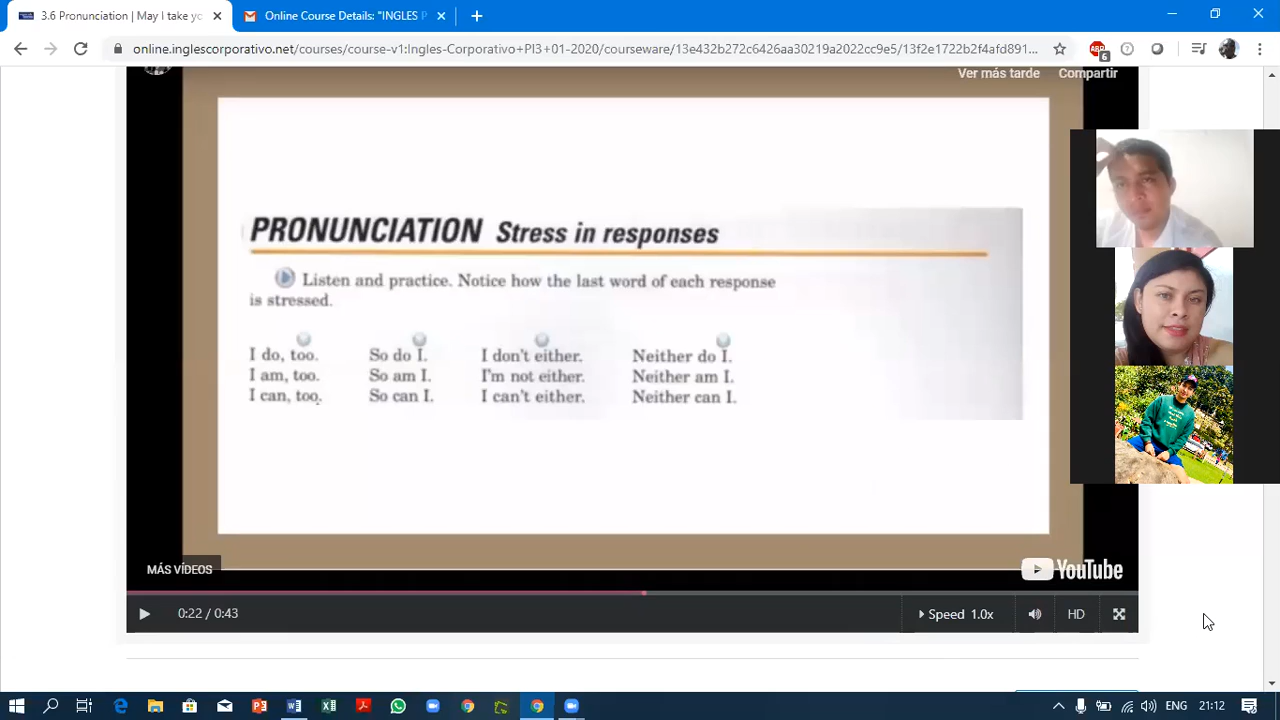 3.6 Pronunciation | May I take yo
Online Course Details: "INGLES P
online.inglescorporativo.net/courses/course-v1:Ingles-Corporativo+PI3+01-2020/courseware/13e432b272c6426aa30219a2022cc9e5/13f2e1722b2f4afd891...
6
Ver más tarde
Compartir
PRONUNCIATION Stress in responses
Listen and practice. Notice how the last word of each response
is stressed.
I do, too. So do I. I don't either. Neither do I.
I am, too. So am I. I'm not either. Neither am I.
I can, too. So can I. I can't either. Neither can I.
MÁS VÍDEOS
YouTube
0:22 / 0:43
Speed 1.0x
HD
ENG
21:12